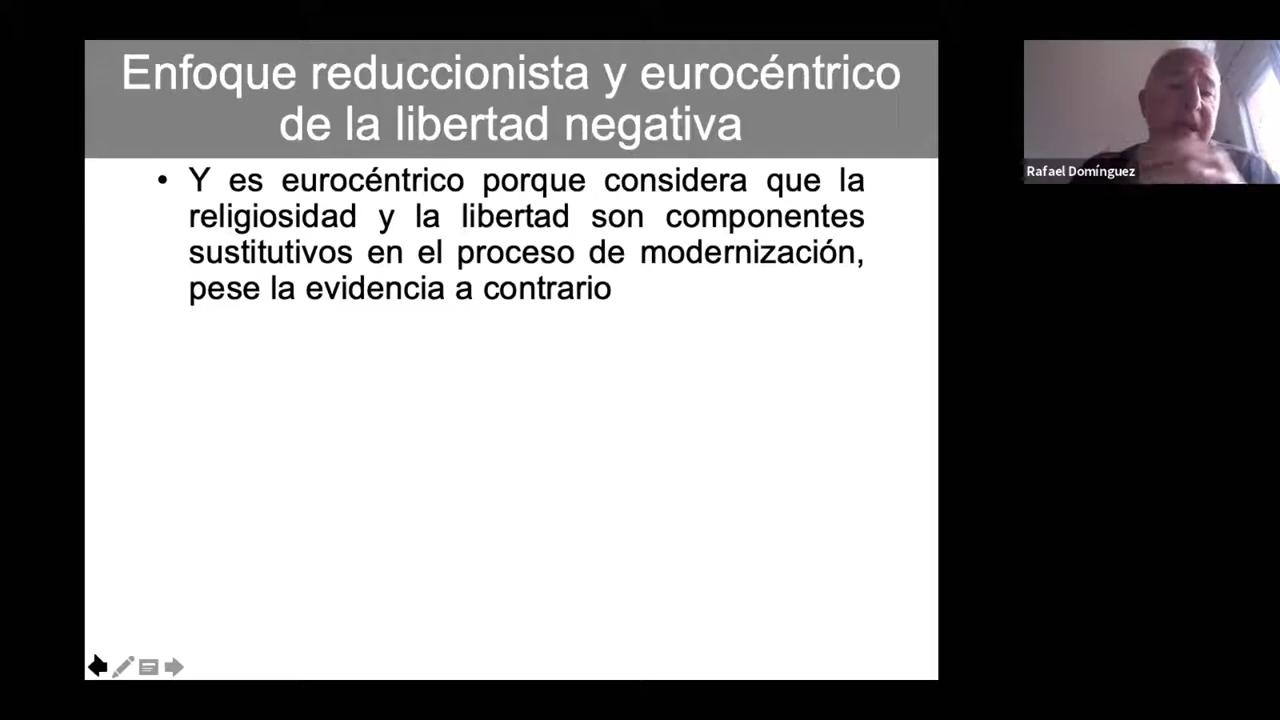 Enfoque reduccionista y eurocéntrico
de la libertad negativa
• Y es eurocéntrico porque considera que la
religiosidad y la libertad son componentes
sustitutivos en el proceso de modernización,
pese la evidencia a contrario
Rafael Domínguez